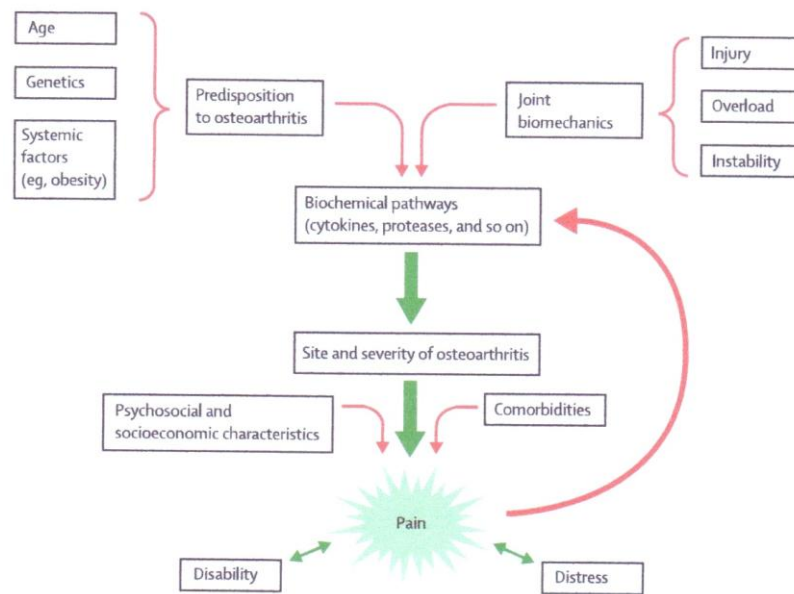 Age
Genetics
Systemic
factors
(eg, obesity)
Predisposition
to osteoarthritis
Joint
biomechanics
Injury
Overload
Instability
Biochemical pathways
(cytokines, proteases, and so on)
Site and severity of osteoarthritis
Psychosocial and
socioeconomic characteristics
Comorbidities
Pain
Disability
Distress